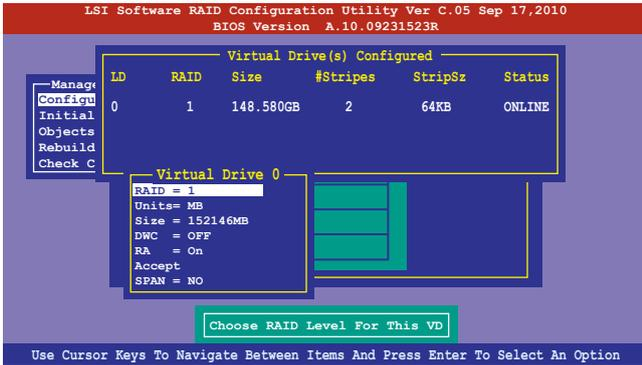 LSI Software RAID Configuration Utility Ver C.05 Sep 17,2010
BIOS Version A.10.09231523R
Virtual Drive(s) Configured
LD RAID Size #Stripes StripSz Status
0 1 148.580GB 2 64KB ONLINE
Manage
Configu
Initial
Objects
Rebuild
Check C
Virtual Drive 0
RAID = 1
Units= MB
Size = 152146MB
DWC = OFF
RA = On
Accept
SPAN = NO
Choose RAID Level For This VD
Use Cursor Keys To Navigate Between Items And Press Enter To Select An Option